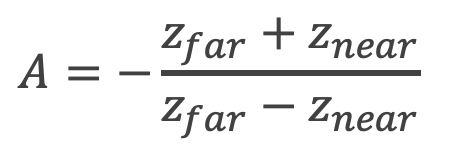 A = − (z_far + z_near) / (z_far − z_near)